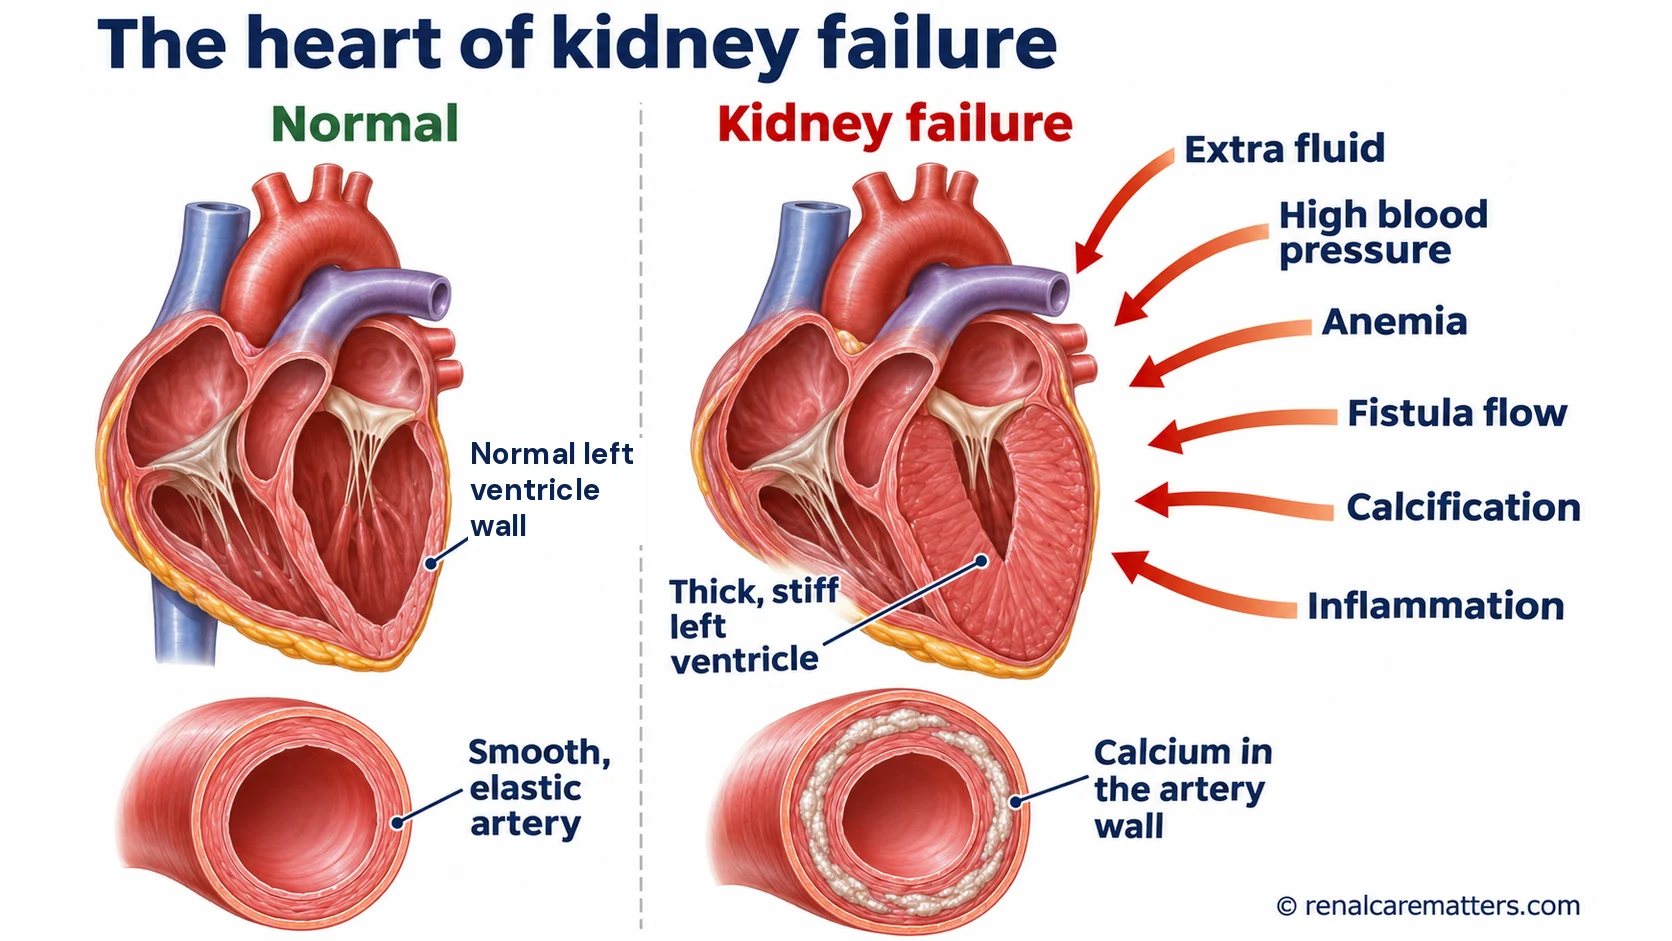 The heart of kidney failure
Normal
Kidney failure
Extra fluid
High blood
pressure
Anemia
Fistula flow
Calcification
Inflammation
Normal left
ventricle
wall
Thick, stiff
left
ventricle
Smooth,
elastic
artery
Calcium in
the artery
wall
© renalcarematters.com